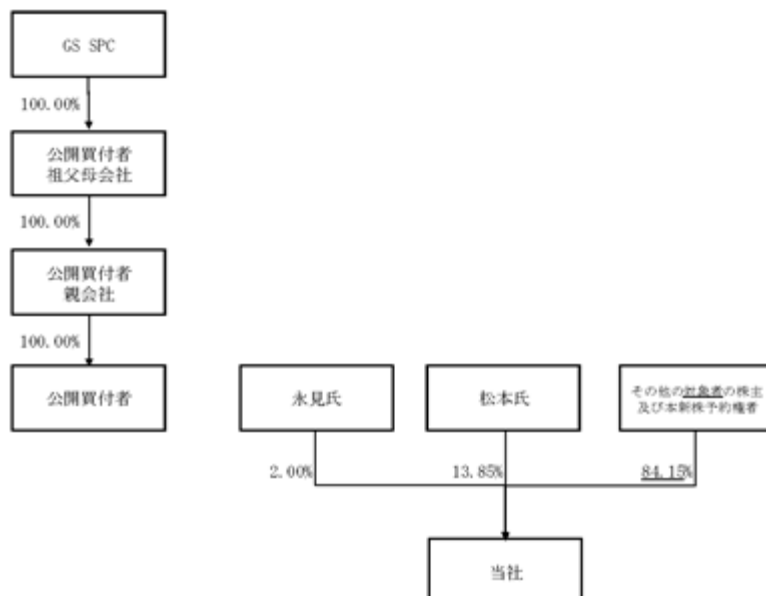 GS SPC
100.00%
公開買付者
祖父母会社
100.00%
公開買付者
親会社
100.00%
公開買付者
永見氏
松本氏
その他の対象者の株主
及び本新株予約権者
2.00%
13.85%
84.15%
当社